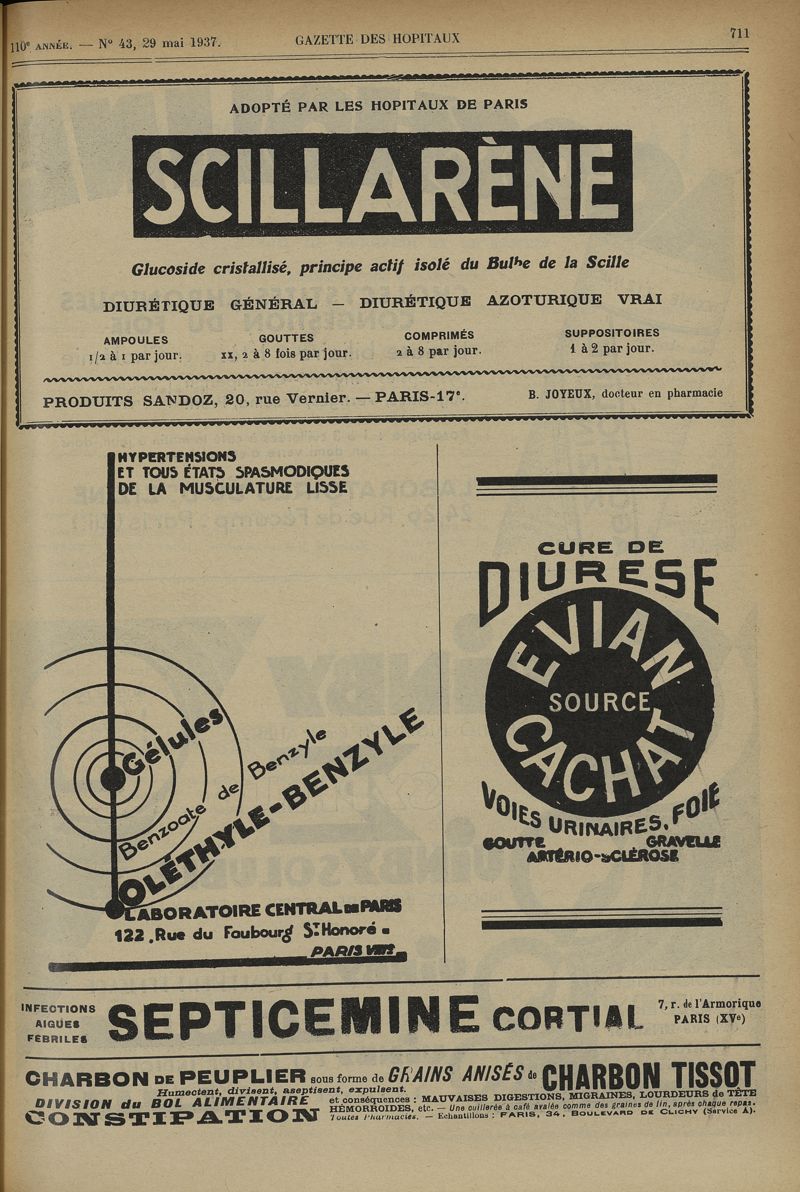 110e ANNÉE. — N° 43, 29 mai 1937. GAZETTE DES HOPITAUX 711
ADOPTÉ PAR LES HOPITAUX DE PARIS
SCILLARÈNE
Glucoside cristallisé, principe actif isolé du Bulbe de la Scille
DIURÉTIQUE GÉNÉRAL — DIURÉTIQUE AZOTURIQUE VRAI
AMPOULES
1/2 à 1 par jour.
GOUTTES
XX, 2 à 8 fois par jour.
COMPRIMÉS
2 à 8 par jour.
SUPPOSITOIRES
1 à 2 par jour.
PRODUITS SANDOZ, 20, rue Vernier. — PARIS-17e. B. JOYEUX, docteur en pharmacie
HYPERTENSIONS
ET TOUS ÉTATS SPASMODIQUES
DE LA MUSCULATURE LISSE
Gélules
Benzoate de Benzyle
OLÉTHYLE-BENZYLE
LABORATOIRE CENTRAL DE PARIS
122, Rue du Faubourg St Honoré
PARIS VIII
CURE DE
DIURESE
EVIAN
SOURCE
CACHAT
VOIES URINAIRES, FOIE
GOUTTE GRAVELLE
ARTÉRIO-SCLÉROSE
INFECTIONS
AIGUES
FÉBRILES
SEPTICEMINE CORTIAL
7, r. de l'Armorique
PARIS (XVe)
CHARBON DE PEUPLIER sous forme de GRAINS ANISÉS de CHARBON TISSOT
Humectent, divisent, aseptisent, expulsent.
DIVISION du BOL ALIMENTAIRE et conséquences : MAUVAISES DIGESTIONS, MIGRAINES, LOURDEURS de TÊTE
CONSTIPATION HÉMORROIDES, etc. — Une cuillerée à café avalée comme des graines de lin, après chaque repas.
Toutes Pharmacies. — Echantillons : PARIS, 34, BOULEVARD DE CLICHY (Service A).